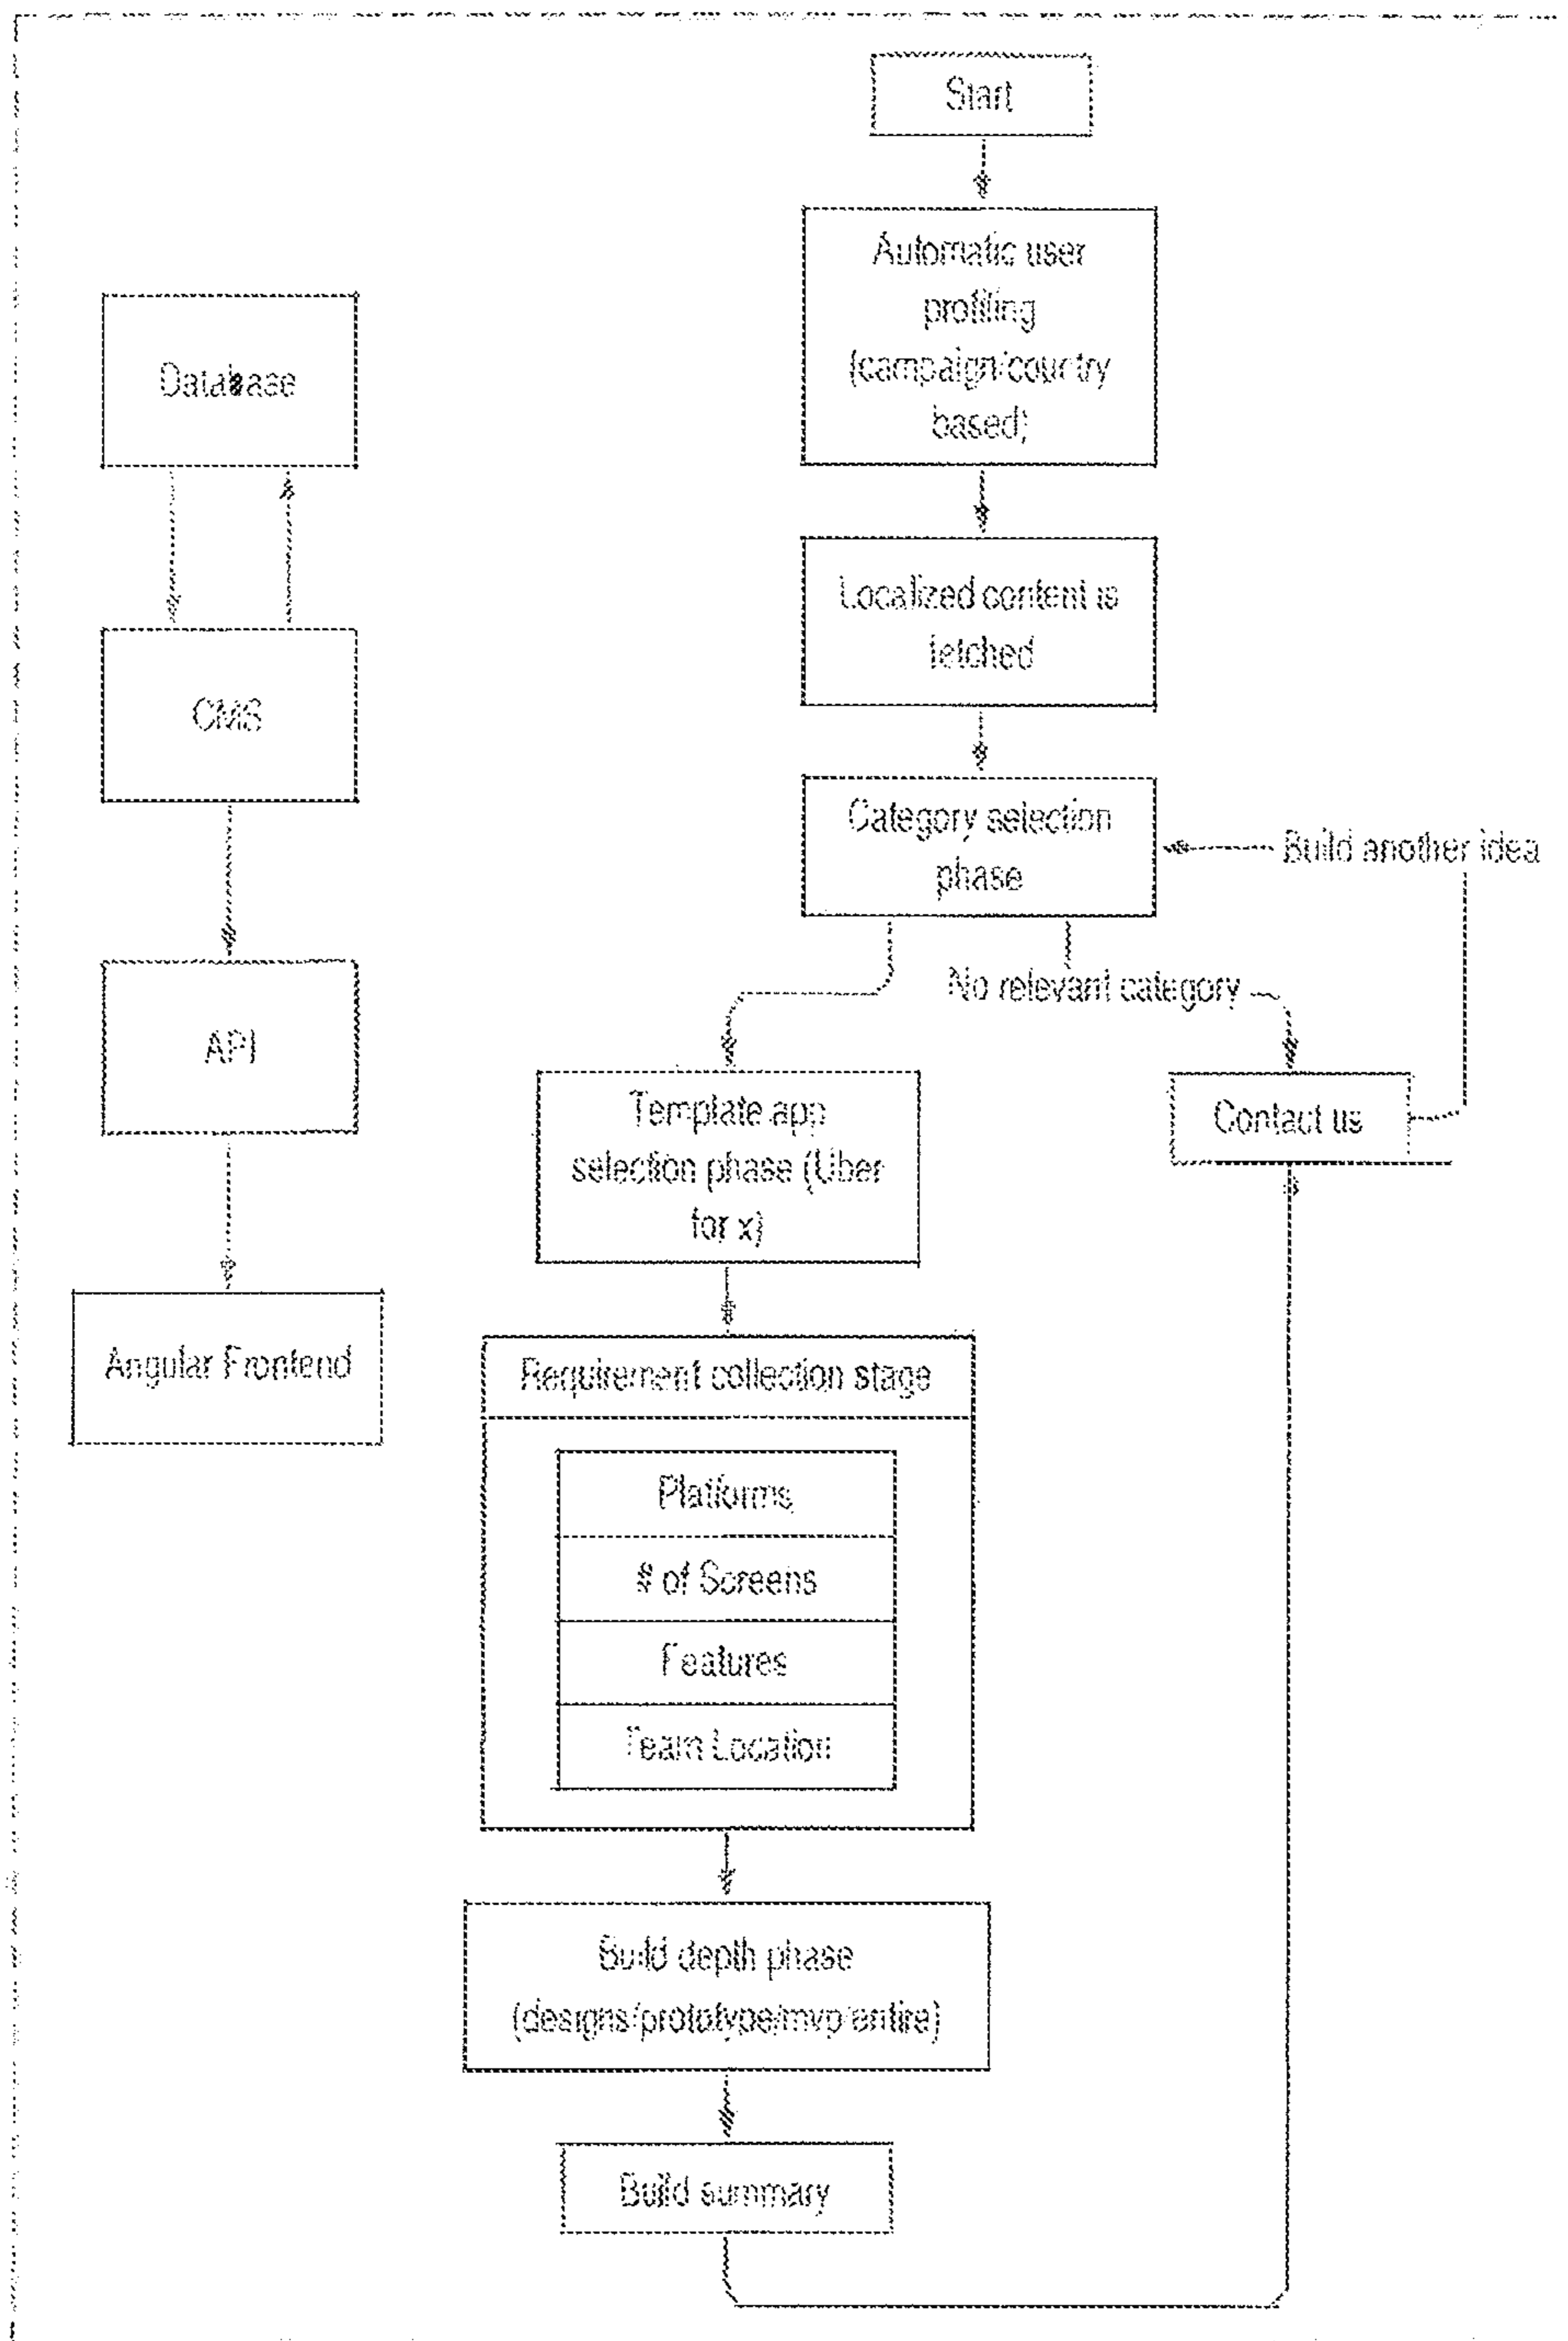 Start
Automatic user
profiling
(campaign/country
based)
Localized content is
fetched
Category selection
phase
Build another idea
No relevant category
Template app
selection phase (Uber
for x)
Contact us
Requirement collection stage
Platforms
# of Screens
Features
Team Location
Build depth phase
(designs/prototype/mvp/entire)
Build summary
Database
CMS
API
Angular Frontend